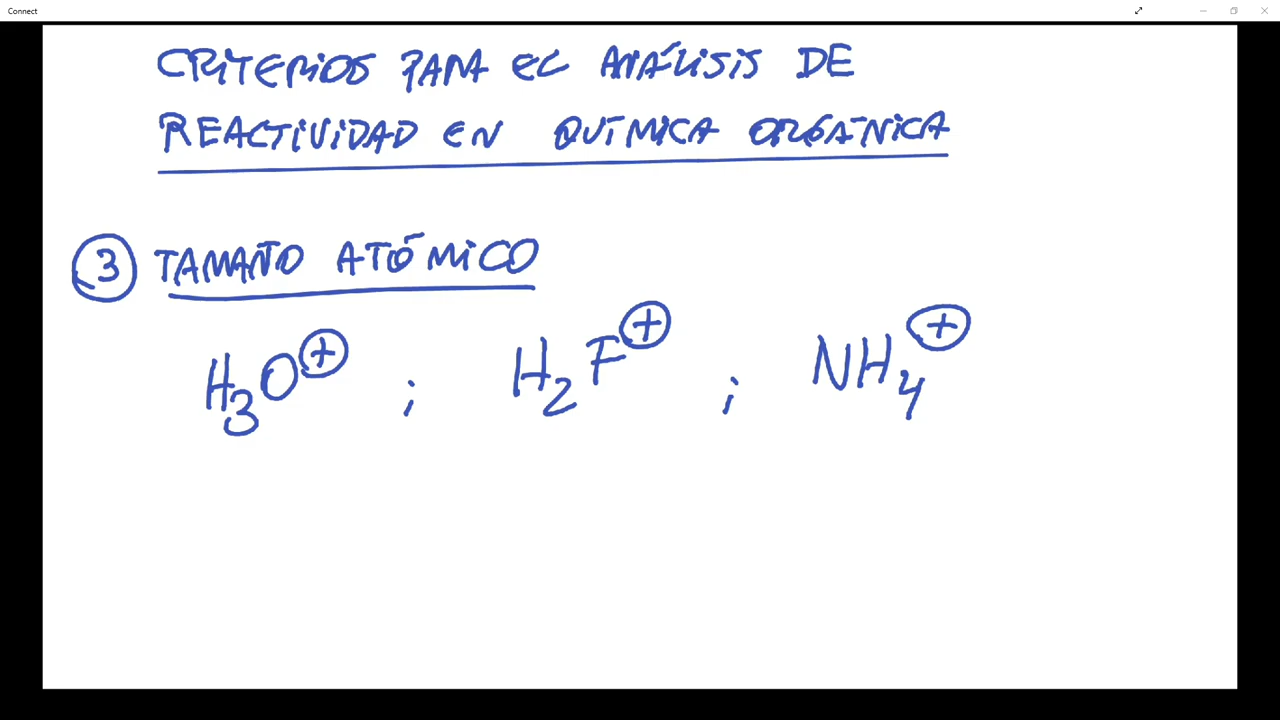 Connect
CRITERIOS PARA EL ANÁLISIS DE
REACTIVIDAD EN QUÍMICA ORGÁNICA
3 TAMAÑO ATÓMICO
H₃O⊕ ; H₂F⊕ ; NH₄⊕